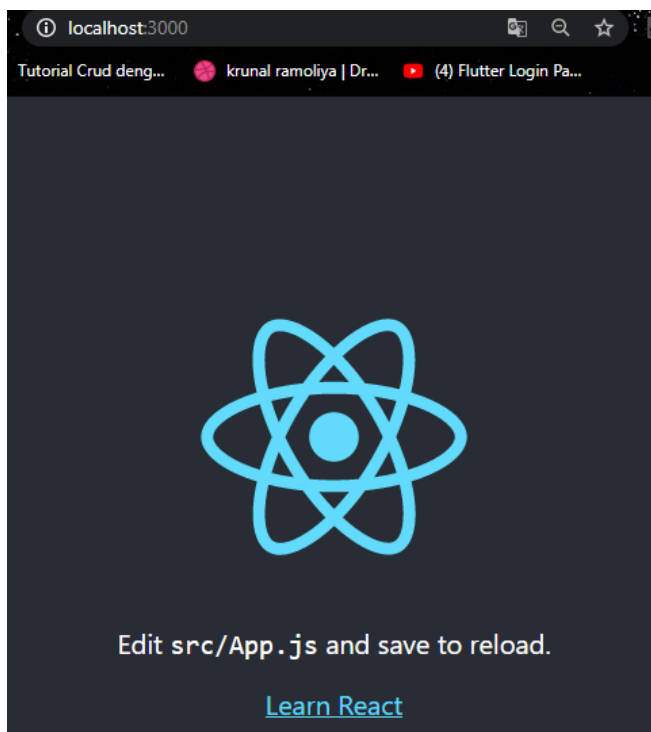 localhost:3000
Tutorial Crud deng... krunal ramoliya | Dr... (4) Flutter Login Pa...
Edit src/App.js and save to reload.
Learn React